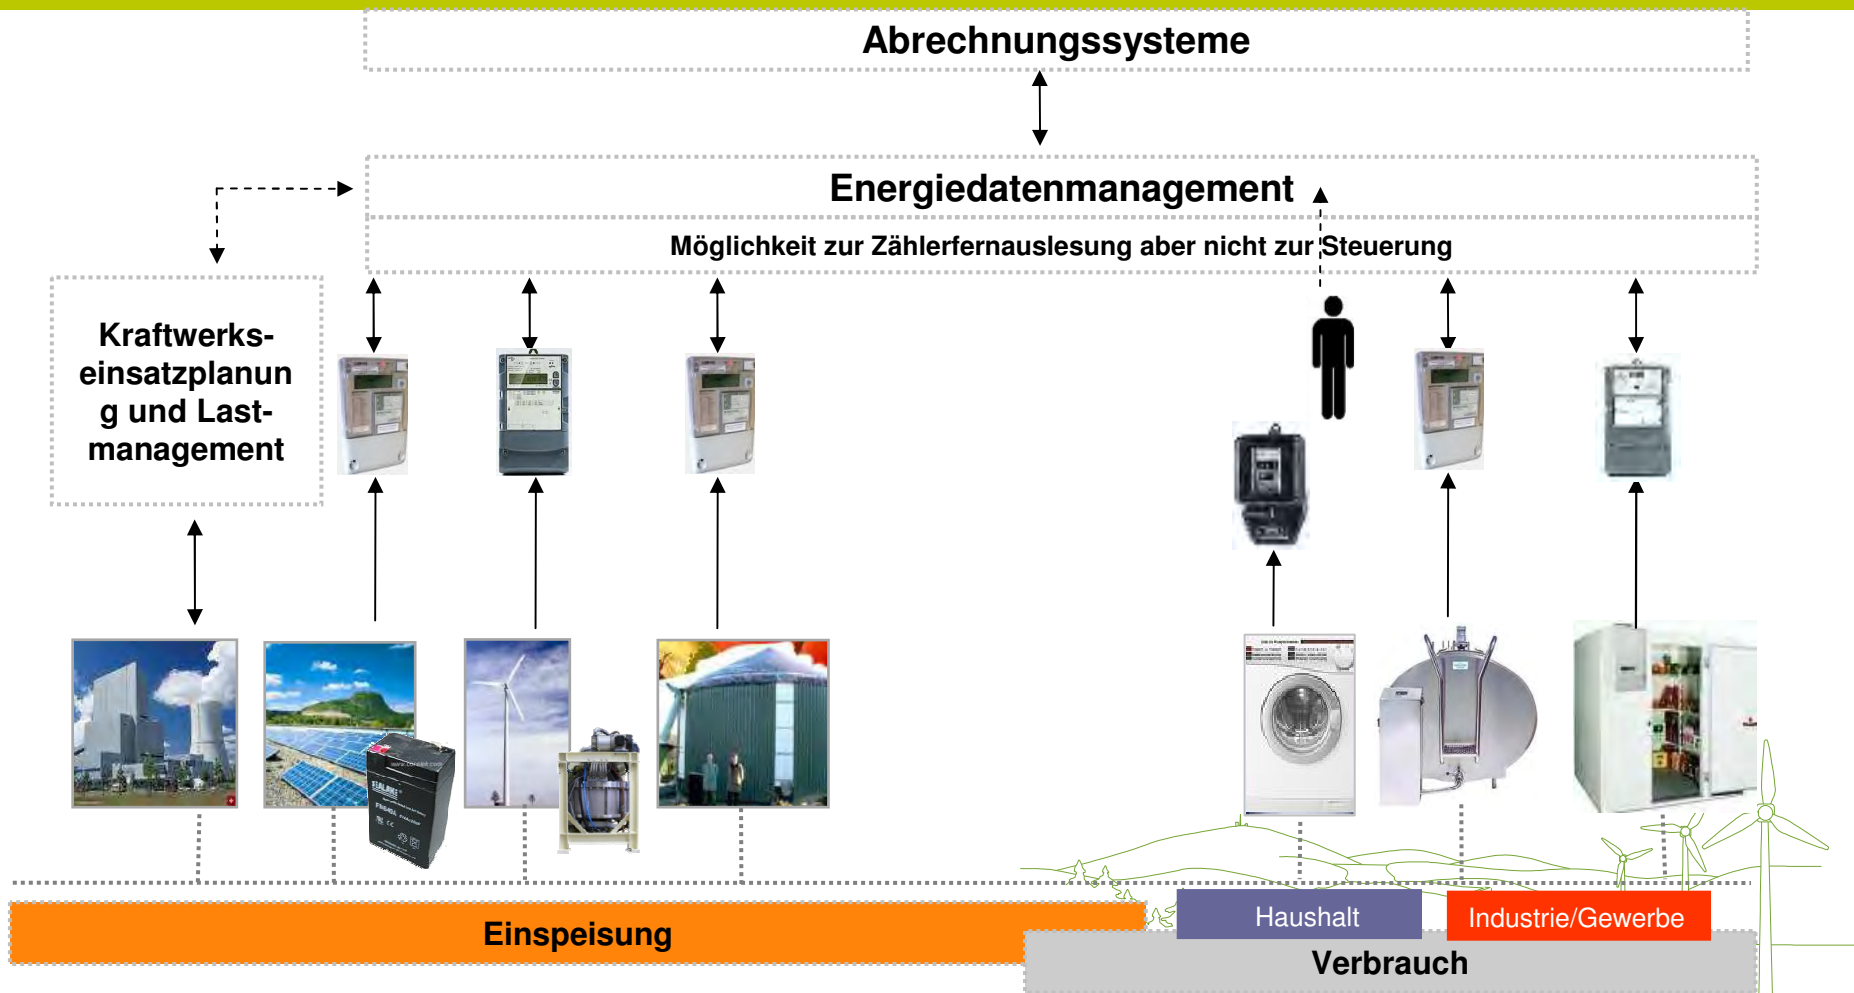 Abrechnungssysteme
Energiedatenmanagement
Möglichkeit zur Zählerfernauslesung aber nicht zur Steuerung
Kraftwerks-
einsatzplanun
g und Last-
management
Einspeisung
Haushalt
Industrie/Gewerbe
Verbrauch